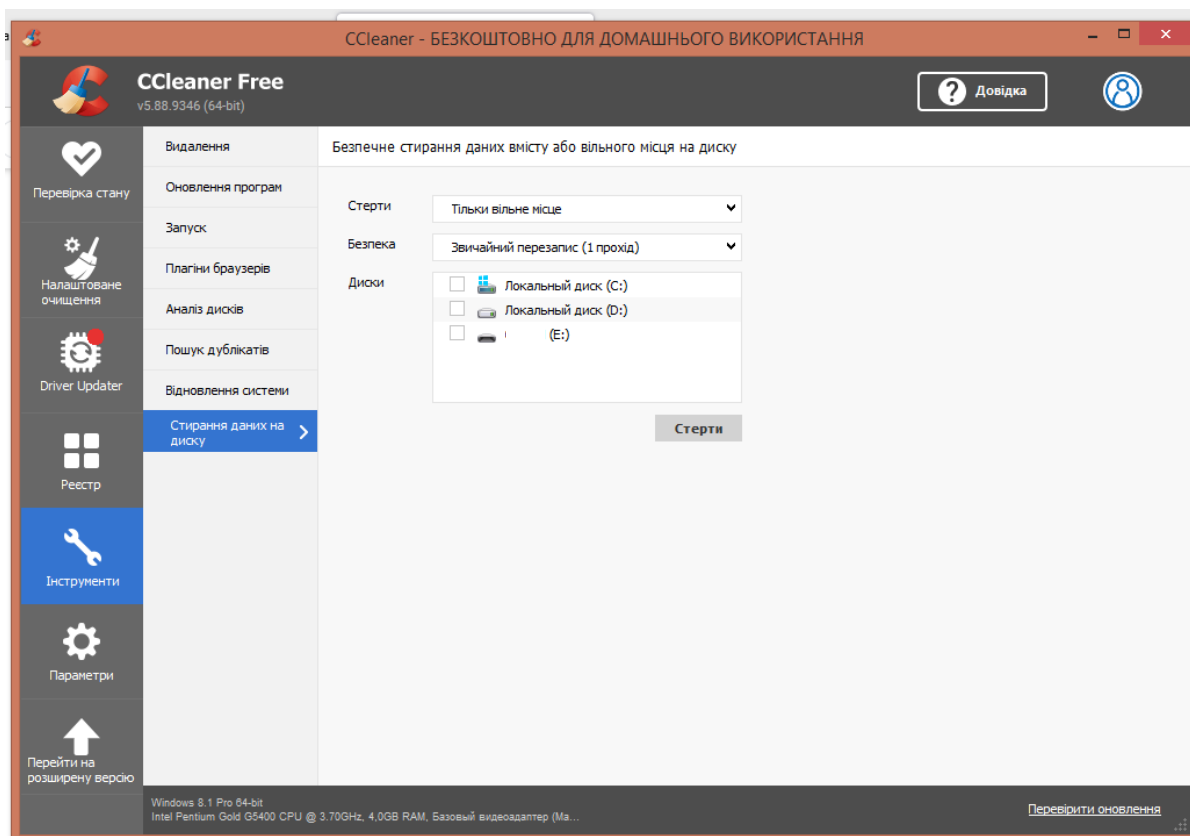 CCleaner - БЕЗКОШТОВНО ДЛЯ ДОМАШНЬОГО ВИКОРИСТАННЯ
CCleaner Free
v5.88.9346 (64-bit)
Довідка
Перевірка стану
Налаштоване
очищення
Driver Updater
Реєстр
Інструменти
Параметри
Перейти на
розширену версію
Видалення
Оновлення програм
Запуск
Плагіни браузерів
Аналіз дисків
Пошук дублікатів
Відновлення системи
Стирання даних на
диску
Безпечне стирання даних вмісту або вільного місця на диску
Стерти
Тільки вільне місце
Безпека
Звичайний перезапис (1 прохід)
Диски
Локальный диск (C:)
Локальный диск (D:)
(E:)
Стерти
Windows 8.1 Pro 64-bit
Intel Pentium Gold G5400 CPU @ 3.70GHz, 4,0GB RAM, Базовый видеоадаптер (Ma...
Перевірити оновлення